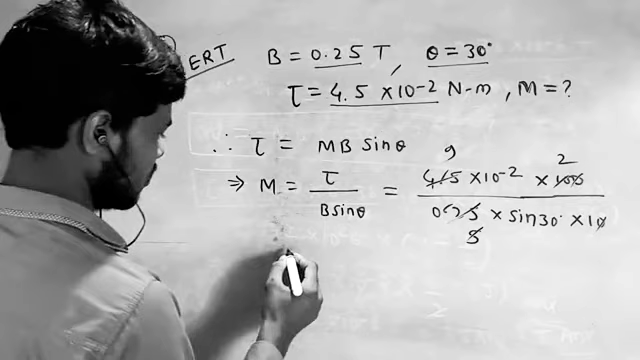 ERT B = 0.25 T, θ = 30°
τ = 4.5 × 10-2 N-m, M = ?
∴ τ = MB sinθ
9 2
⇒ M = τ / B sinθ = 4.5 × 10-2 × 100 / 0.25 × sin30° × 10
5